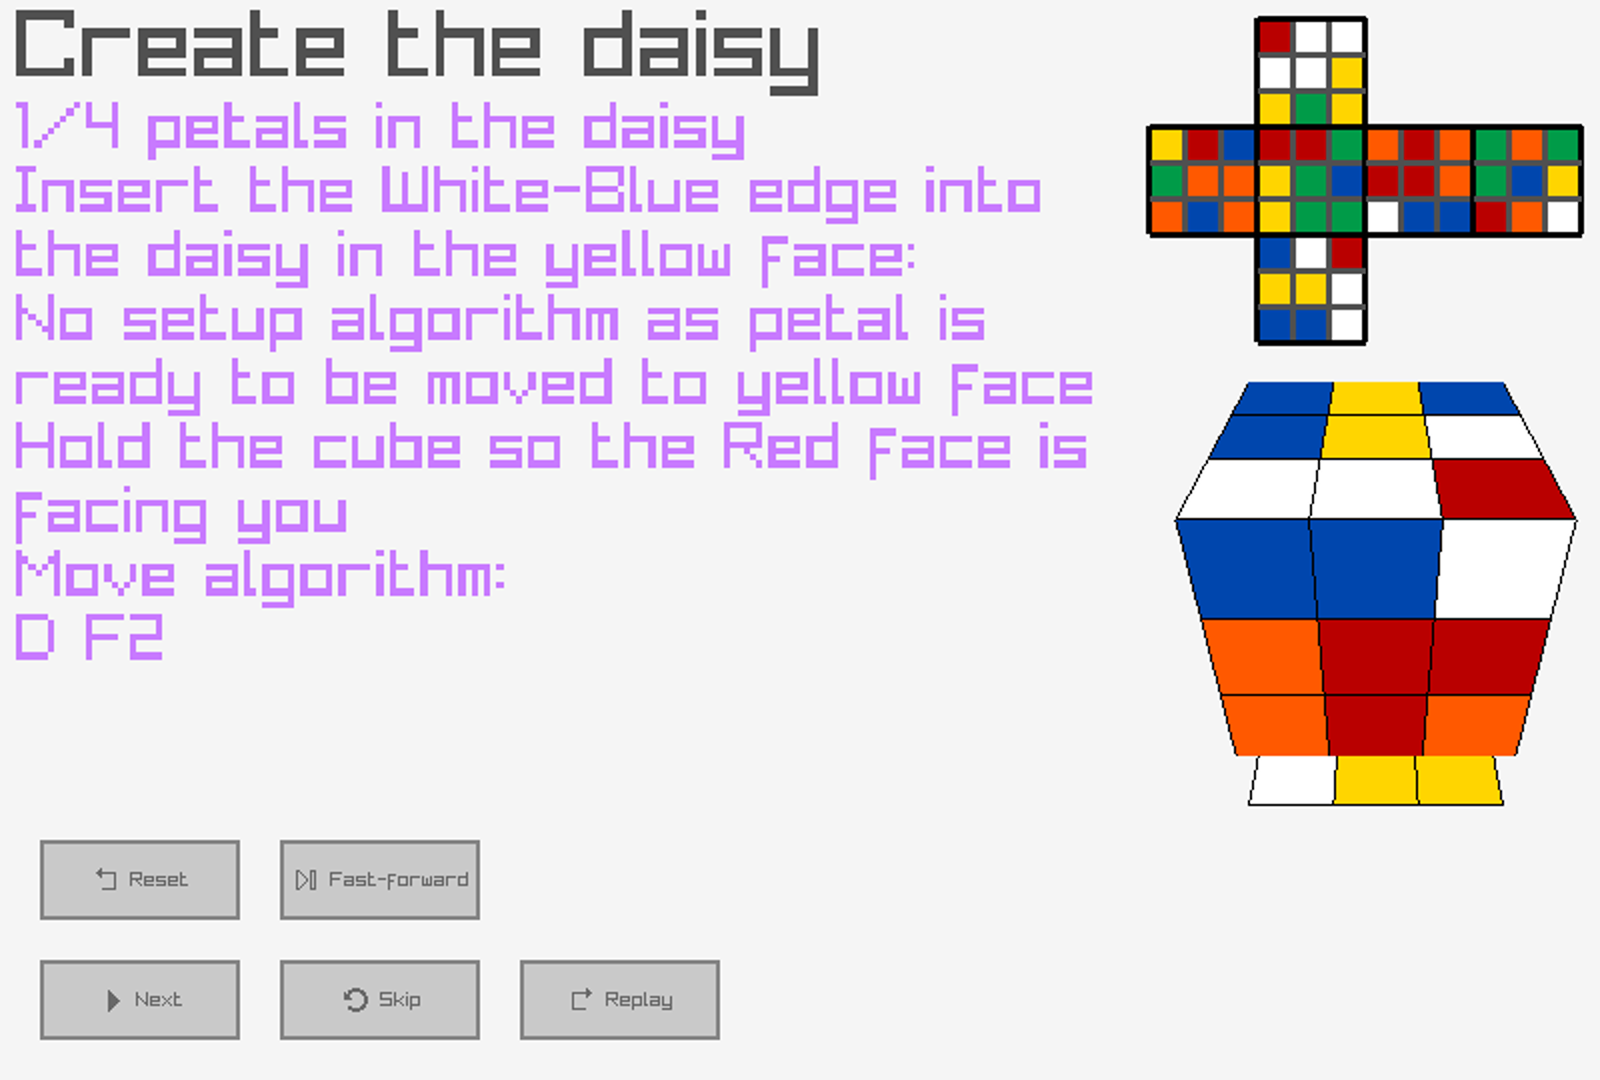 Create the daisy
1/4 petals in the daisy
Insert the White-Blue edge into
the daisy in the yellow face:
No setup algorithm as petal is
ready to be moved to yellow face
Hold the cube so the Red face is
facing you
Move algorithm:
D F2
Reset
Fast-forward
Next
Skip
Replay